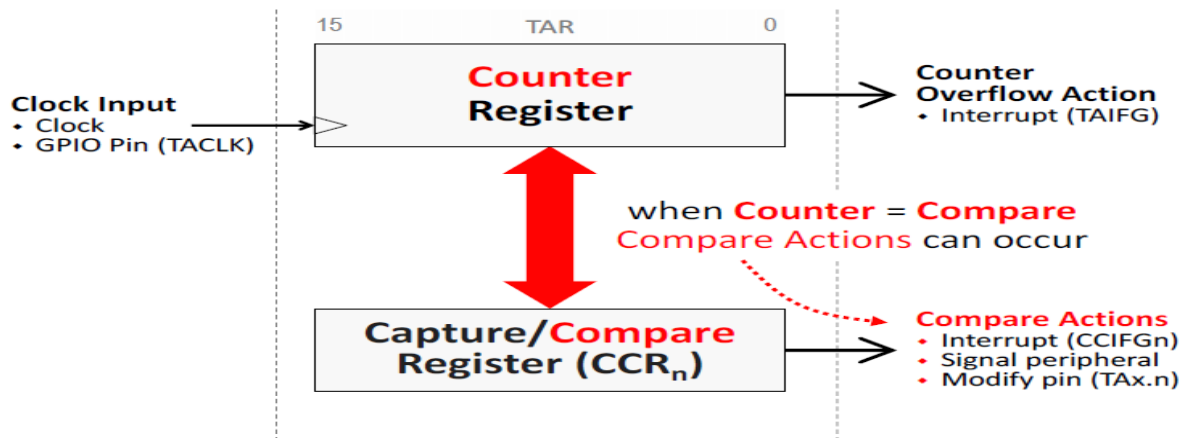 15 TAR 0
Counter
Register
Clock Input
• Clock
• GPIO Pin (TACLK)
Counter
Overflow Action
• Interrupt (TAIFG)
when Counter = Compare
Compare Actions can occur
Capture/Compare
Register (CCRn)
Compare Actions
• Interrupt (CCIFGn)
• Signal peripheral
• Modify pin (TAx.n)